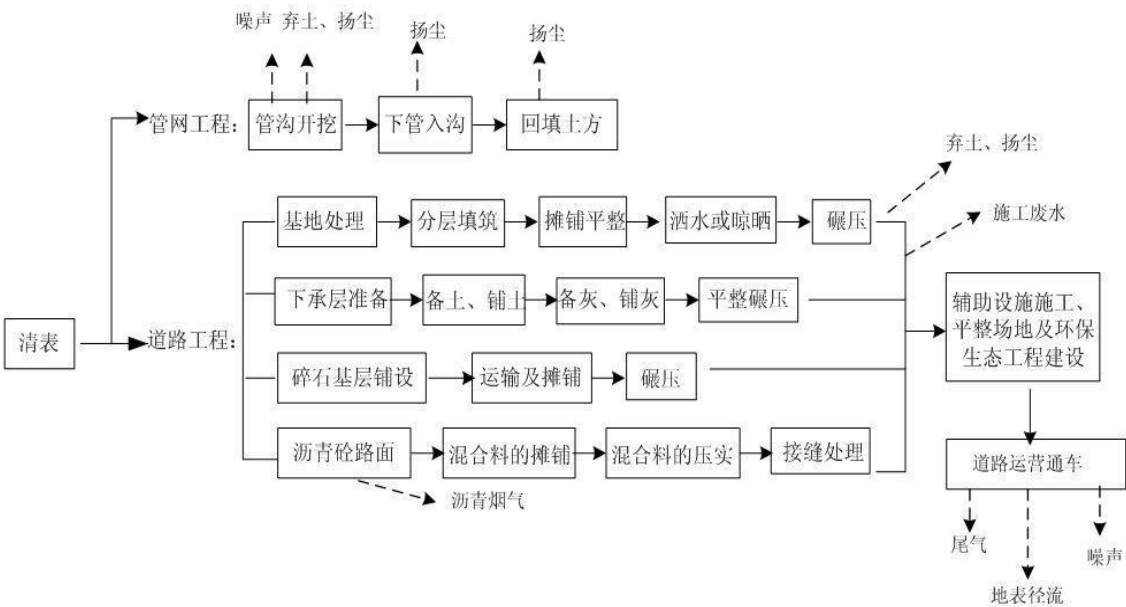 噪声 弃土、扬尘
扬尘
扬尘
管网工程：
管沟开挖
下管入沟
回填土方
弃土、扬尘
施工废水
基地处理
分层填筑
摊铺平整
洒水或晾晒
碾压
下承层准备
备土、铺土
备灰、铺灰
平整碾压
辅助设施施工、
平整场地及环保
生态工程建设
清表
道路工程：
碎石基层铺设
运输及摊铺
碾压
沥青砼路面
混合料的摊铺
混合料的压实
接缝处理
道路运营通车
沥青烟气
尾气
噪声
地表径流